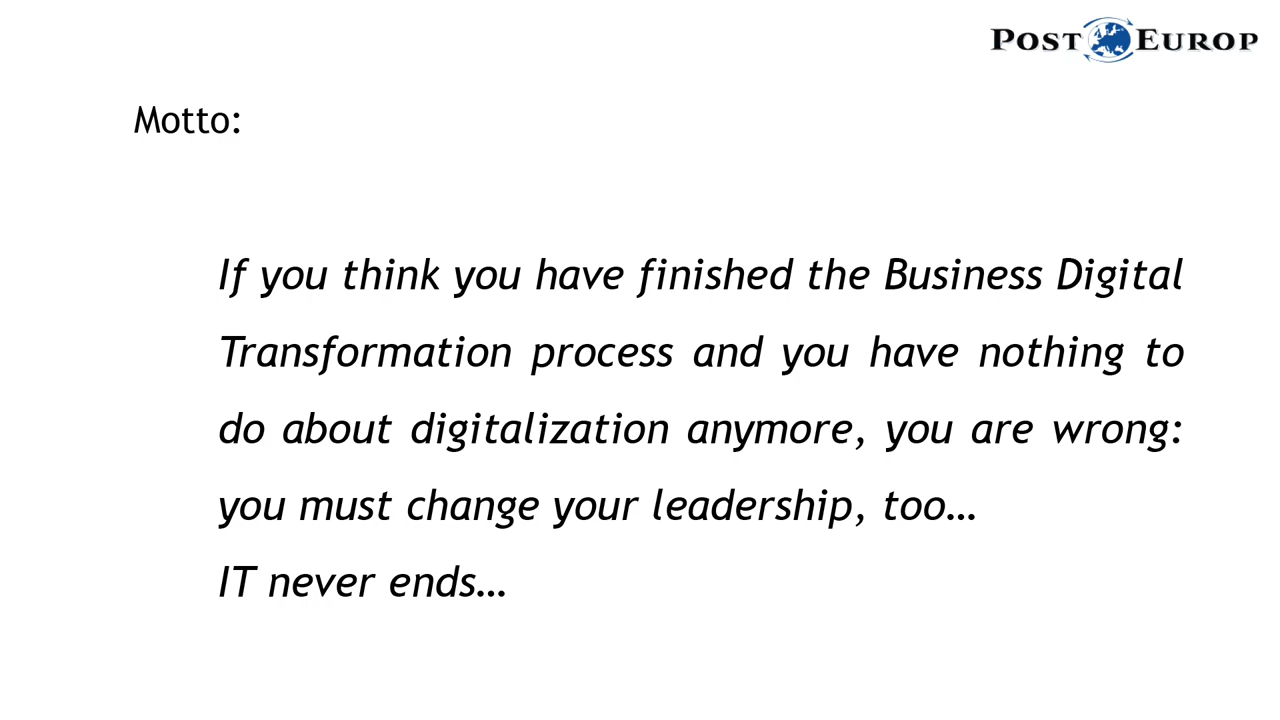 POST EUROP
Motto:
If you think you have finished the Business Digital
Transformation process and you have nothing to
do about digitalization anymore, you are wrong:
you must change your leadership, too…
IT never ends…